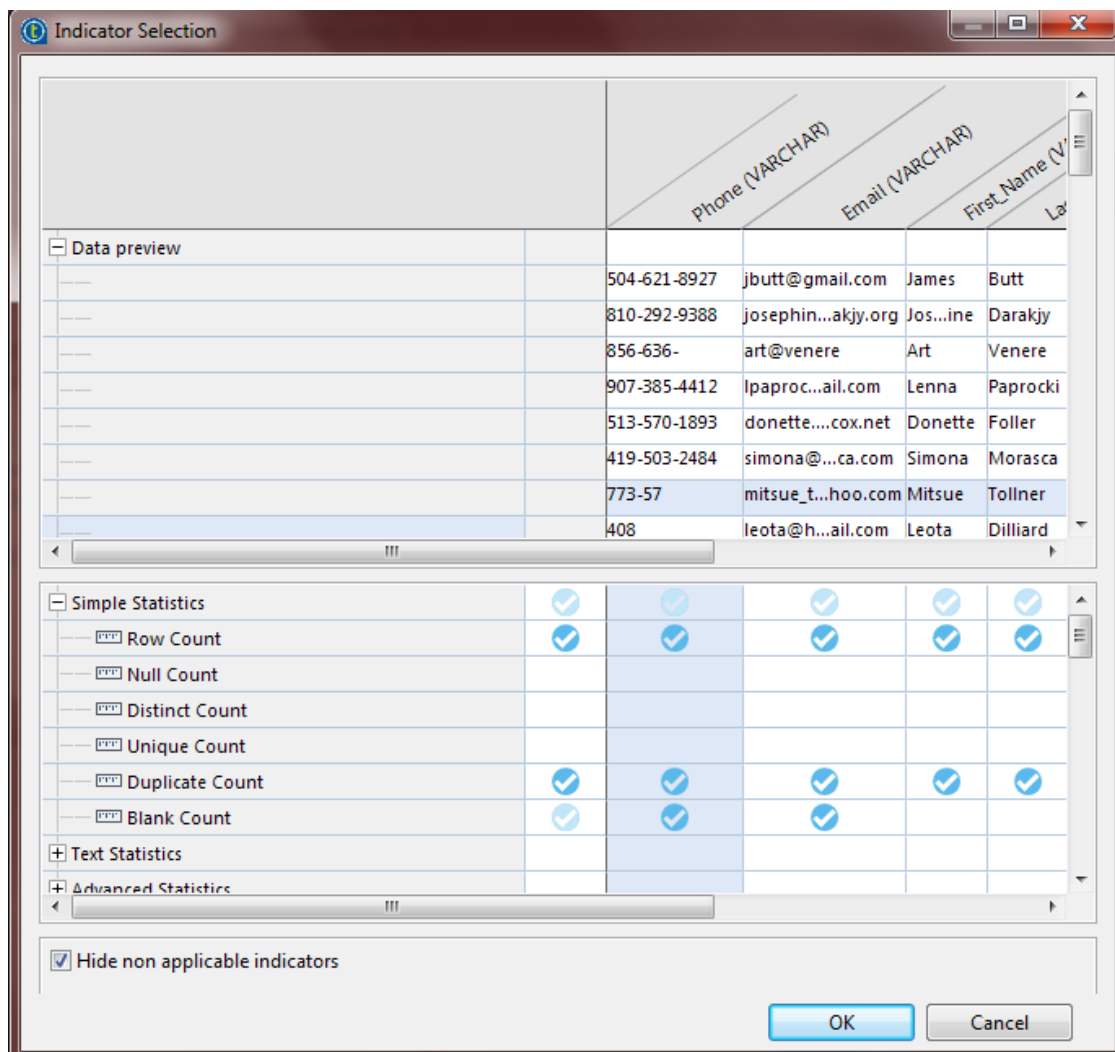 Indicator Selection
Phone (VARCHAR)
Email (VARCHAR)
First_Name (V
La
Data preview
504-621-8927 jbutt@gmail.com James Butt
810-292-9388 josephin...akjy.org Jos...ine Darakjy
856-636- art@venere Art Venere
907-385-4412 lpaproc...ail.com Lenna Paprocki
513-570-1893 donette....cox.net Donette Foller
419-503-2484 simona@...ca.com Simona Morasca
773-57 mitsue_t...hoo.com Mitsue Tollner
408 leota@h...ail.com Leota Dilliard
Simple Statistics
Row Count
Null Count
Distinct Count
Unique Count
Duplicate Count
Blank Count
Text Statistics
Advanced Statistics
Hide non applicable indicators
OK Cancel